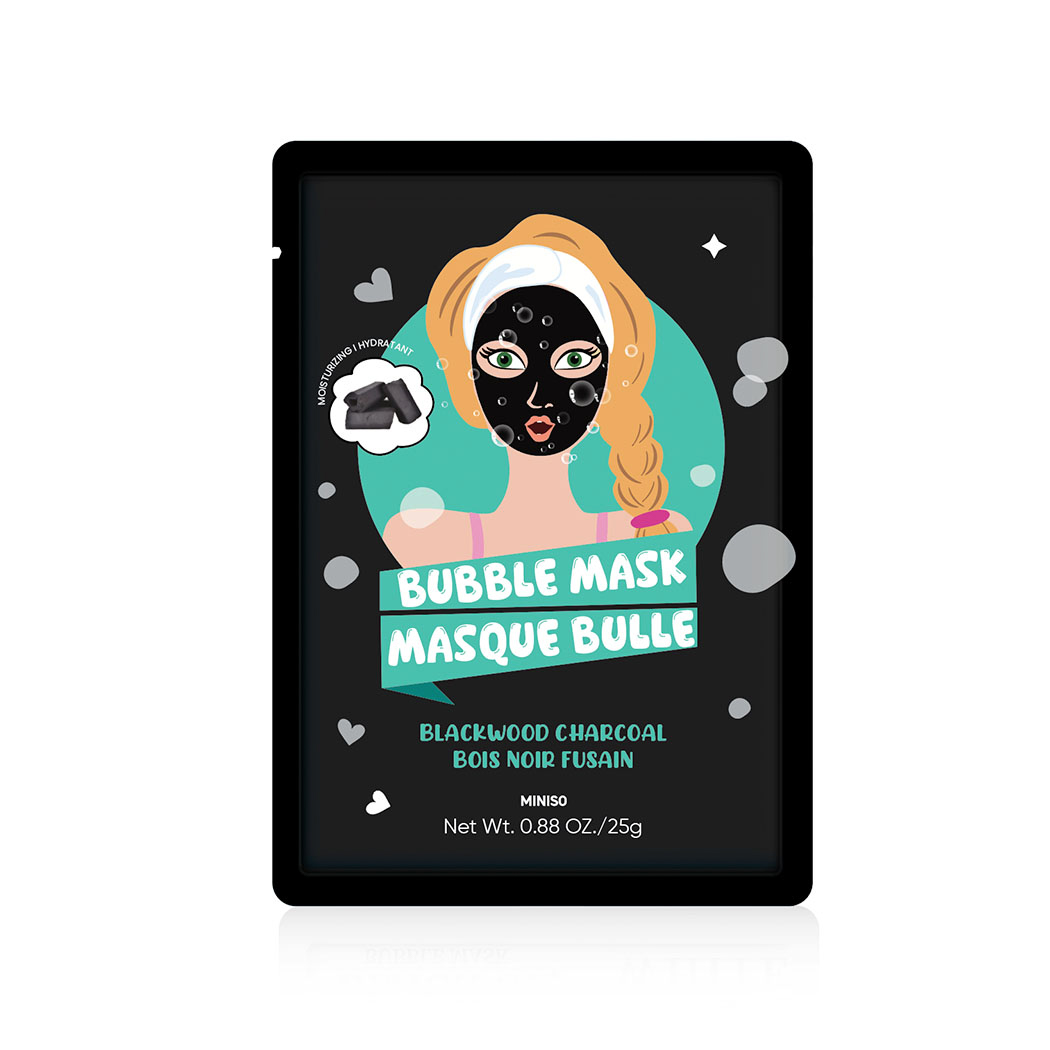 MOISTURIZING | HYDRATANT
BUBBLE MASK
MASQUE BULLE
BLACKWOOD CHARCOAL
BOIS NOIR FUSAIN
MINISO
Net Wt. 0.88 OZ./25g